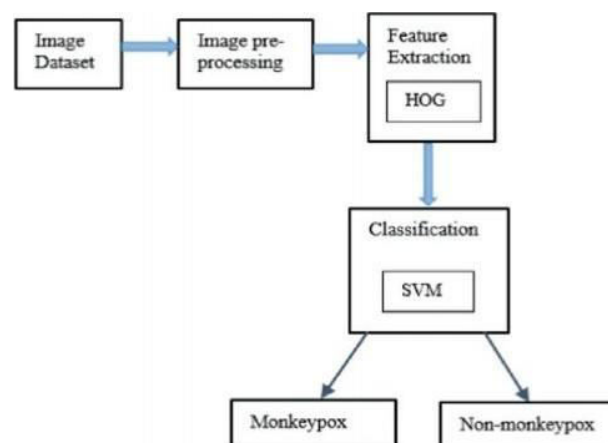 Image
Dataset
Image pre-
processing
Feature
Extraction
HOG
Classification
SVM
Monkeypox
Non-monkeypox